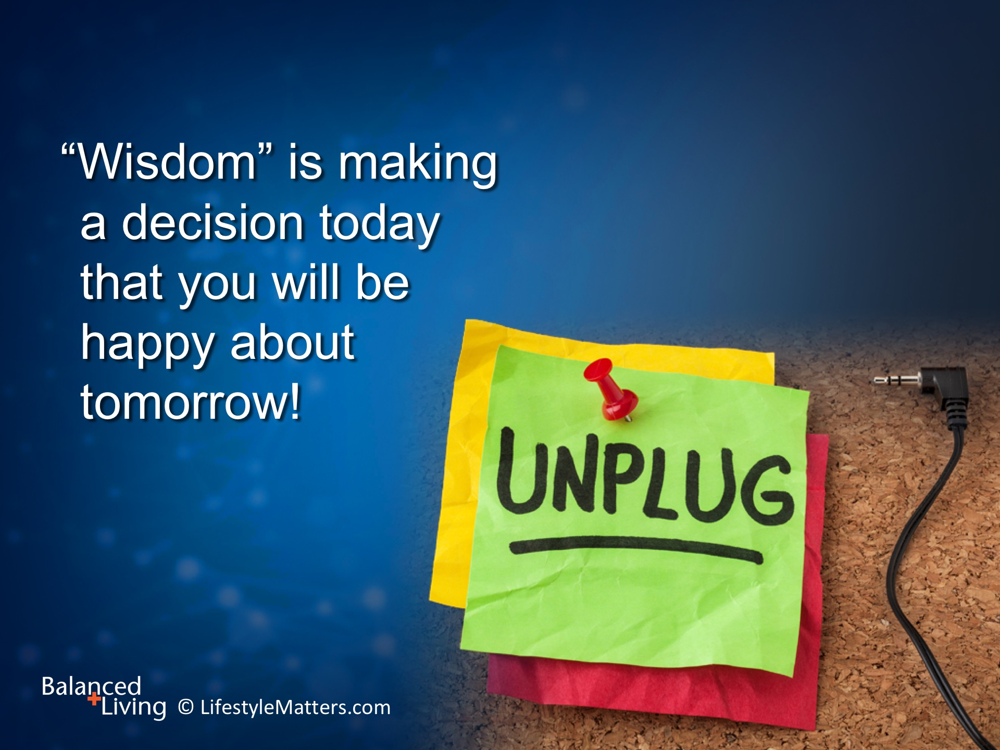 “Wisdom” is making
a decision today
that you will be
happy about
tomorrow!
UNPLUG
Balanced
Living © LifestyleMatters.com